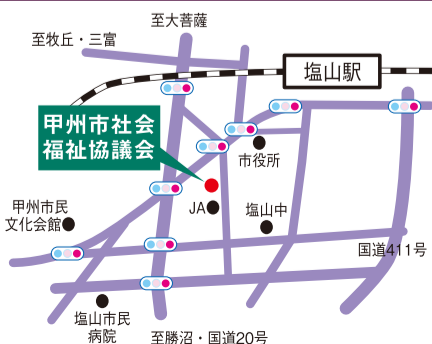 至大菩薩
至牧丘・三富
塩山駅
甲州市社会
福祉協議会
市役所
甲州市民
文化会館
JA
塩山中
国道411号
塩山市民
病院
至勝沼・国道20号